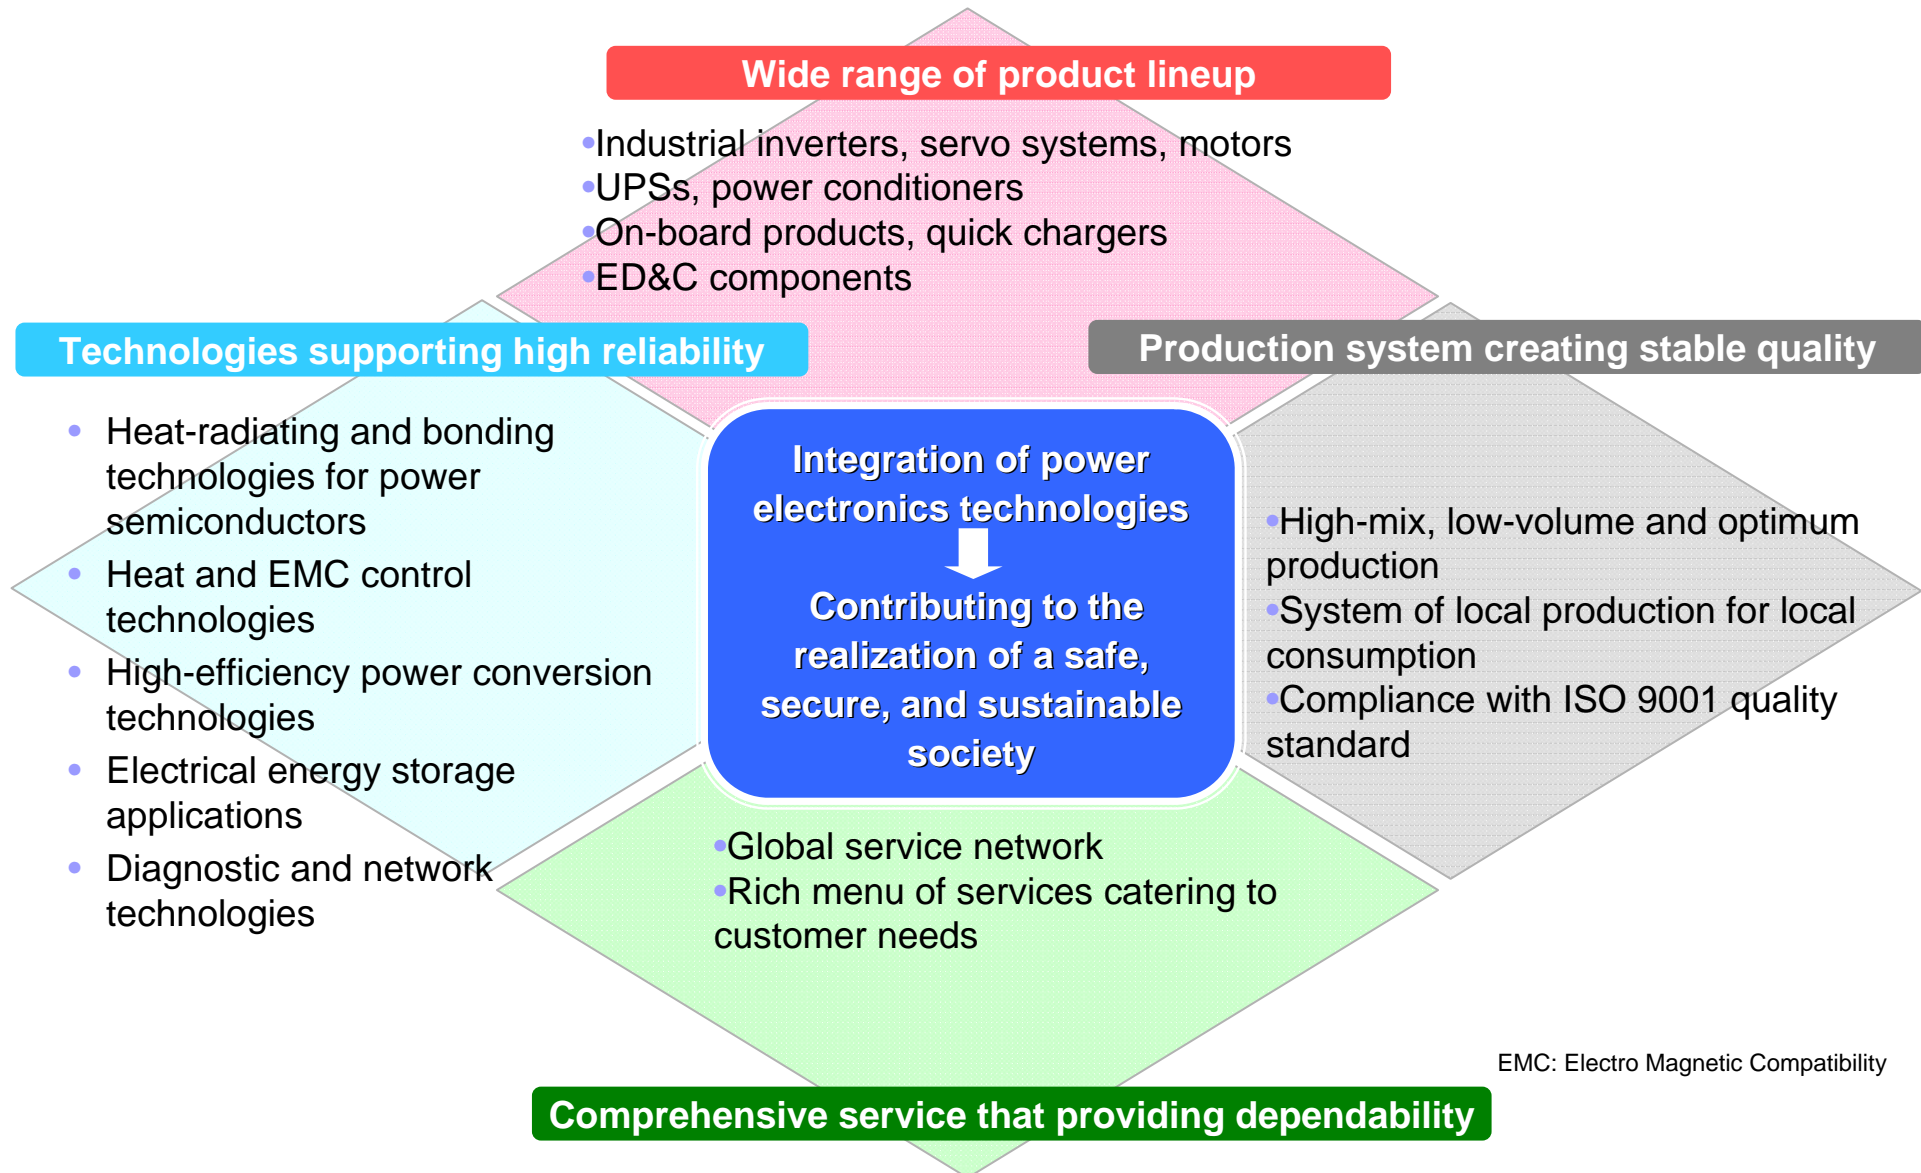 Wide range of product lineup
•Industrial inverters, servo systems, motors
•UPSs, power conditioners
•On-board products, quick chargers
•ED&C components
Technologies supporting high reliability
• Heat-radiating and bonding
technologies for power
semiconductors
• Heat and EMC control
technologies
• High-efficiency power conversion
technologies
• Electrical energy storage
applications
• Diagnostic and network
technologies
Integration of power
electronics technologies
Contributing to the
realization of a safe,
secure, and sustainable
society
Production system creating stable quality
•High-mix, low-volume and optimum
production
•System of local production for local
consumption
•Compliance with ISO 9001 quality
standard
•Global service network
•Rich menu of services catering to
customer needs
EMC: Electro Magnetic Compatibility
Comprehensive service that providing dependability